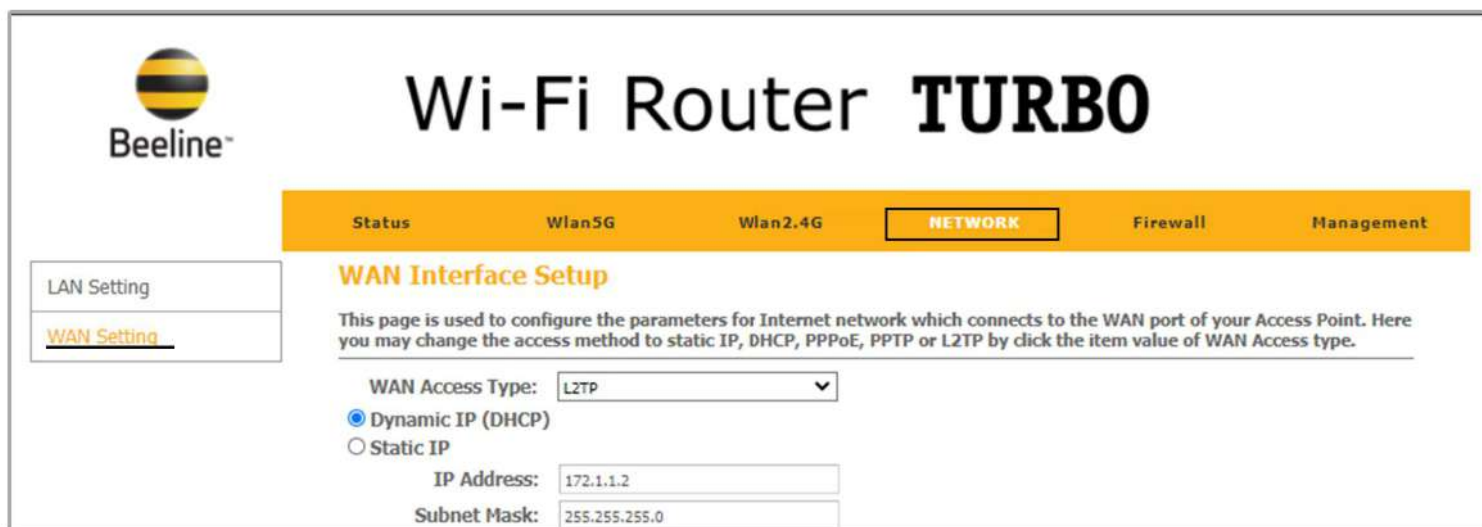 Beeline™
Wi-Fi Router TURBO
Status Wlan5G Wlan2.4G NETWORK Firewall Management
LAN Setting
WAN Setting
WAN Interface Setup
This page is used to configure the parameters for Internet network which connects to the WAN port of your Access Point. Here
you may change the access method to static IP, DHCP, PPPoE, PPTP or L2TP by click the item value of WAN Access type.
WAN Access Type: L2TP
Dynamic IP (DHCP)
Static IP
IP Address: 172.1.1.2
Subnet Mask: 255.255.255.0